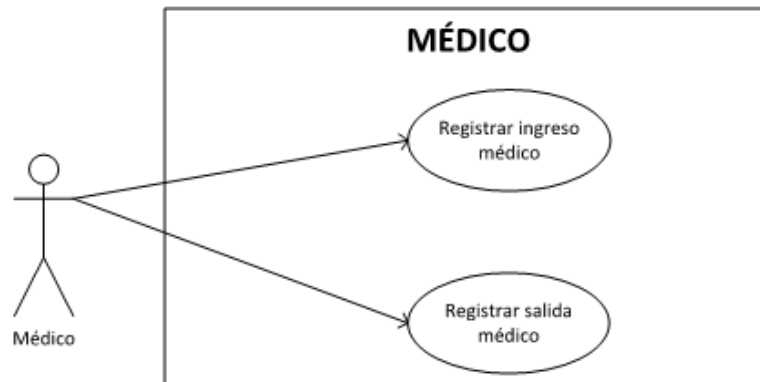 MÉDICO
Registrar ingreso
médico
Médico
Registrar salida
médico